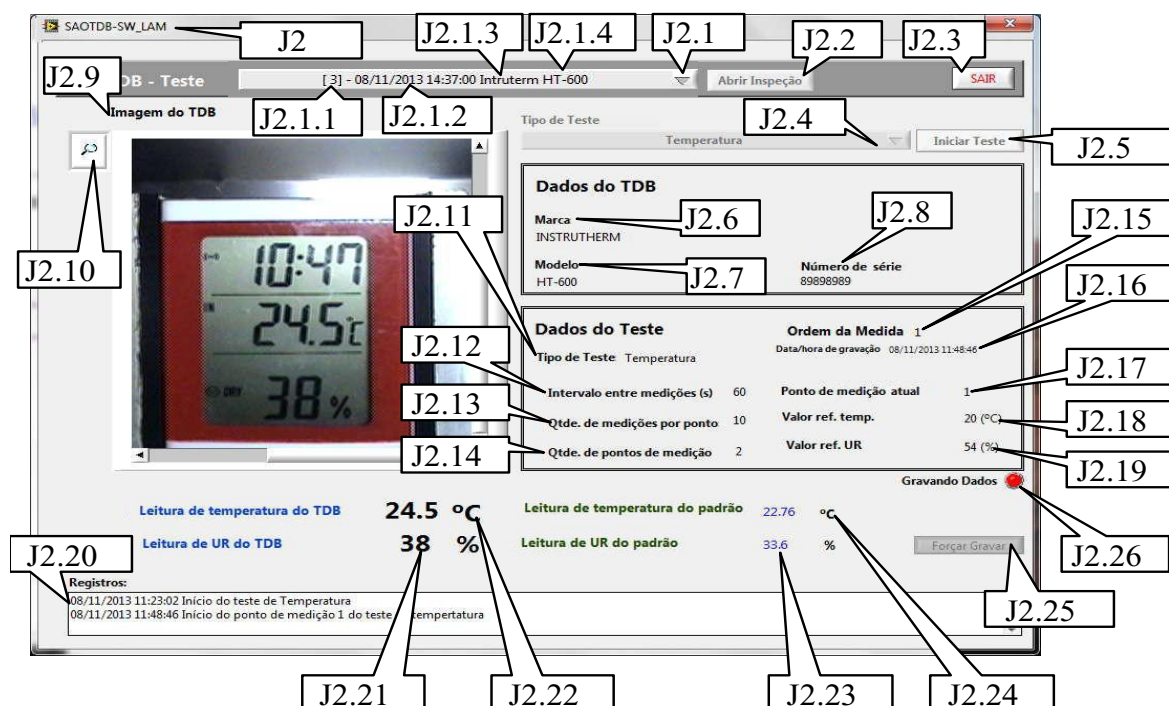 SAOTDB-SW_LAM
J2
J2.1.3
J2.1.4
J2.1
J2.2
J2.3
J2.9
DB - Teste
[ 3] - 08/11/2013 14:37:00 Intruterm HT-600
Abrir Inspeção
SAIR
Imagem do TDB
J2.1.1
J2.1.2
Tipo de Teste
J2.4
Temperatura
Iniciar Teste
J2.5
Dados do TDB
J2.11
Marca
J2.6
J2.8
J2.15
INSTRUTHERM
J2.10
10:47
Modelo
J2.7
Número de série
HT-600
89898989
J2.16
24.5°C
Dados do Teste
Ordem da Medida 1
J2.12
Data/hora de gravação 08/11/2013 11:48:46
Tipo de Teste Temperatura
J2.17
DRY
38%
Intervalo entre medições (s) 60
Ponto de medição atual 1
J2.13
Qtde. de medições por ponto 10
Valor ref. temp. 20 (ºC)
J2.18
J2.14
Qtde. de pontos de medição 2
Valor ref. UR 54 (%)
J2.19
Gravando Dados
Leitura de temperatura do TDB 24.5 ºC
Leitura de temperatura do padrão 22.76 ºC
Leitura de UR do TDB 38 %
Leitura de UR do padrão 33.6 %
Forçar Gravar
J2.20
J2.26
Registros:
08/11/2013 11:23:02 Início do teste de Temperatura
08/11/2013 11:48:46 Início do ponto de medição 1 do teste tempertatura
J2.25
J2.21
J2.22
J2.23
J2.24